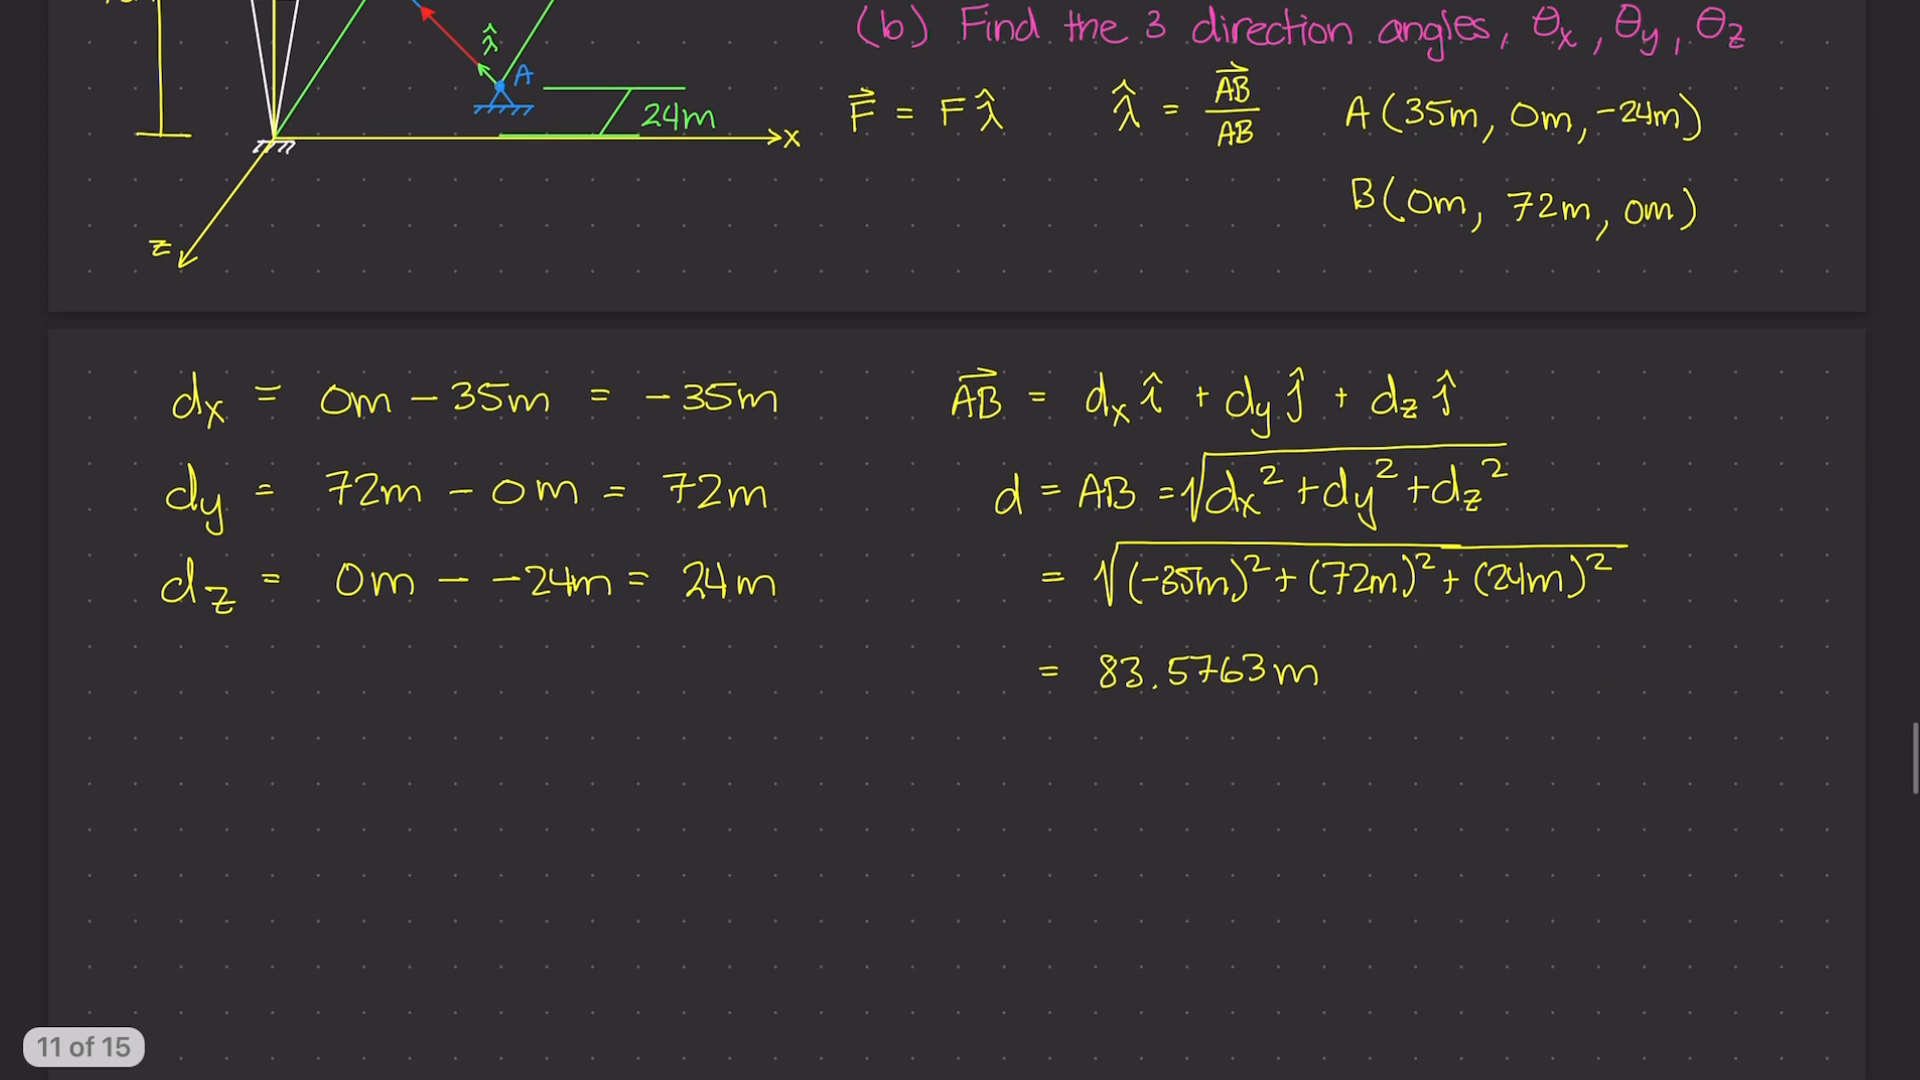 (b) Find the 3 direction angles, θx, θy, θz
λ̂
A
24m
x
z
F⃗ = F λ̂
λ̂ = AB⃗ / AB
A(35m, 0m, -24m)
B(0m, 72m, 0m)
dx = 0m - 35m = -35m
dy = 72m - 0m = 72m
dz = 0m - -24m = 24m
AB⃗ = dx î + dy ĵ + dz ĵ
d = AB = √(dx² + dy² + dz²)
= √((-35m)² + (72m)² + (24m)²)
= 83.5763m
11 of 15